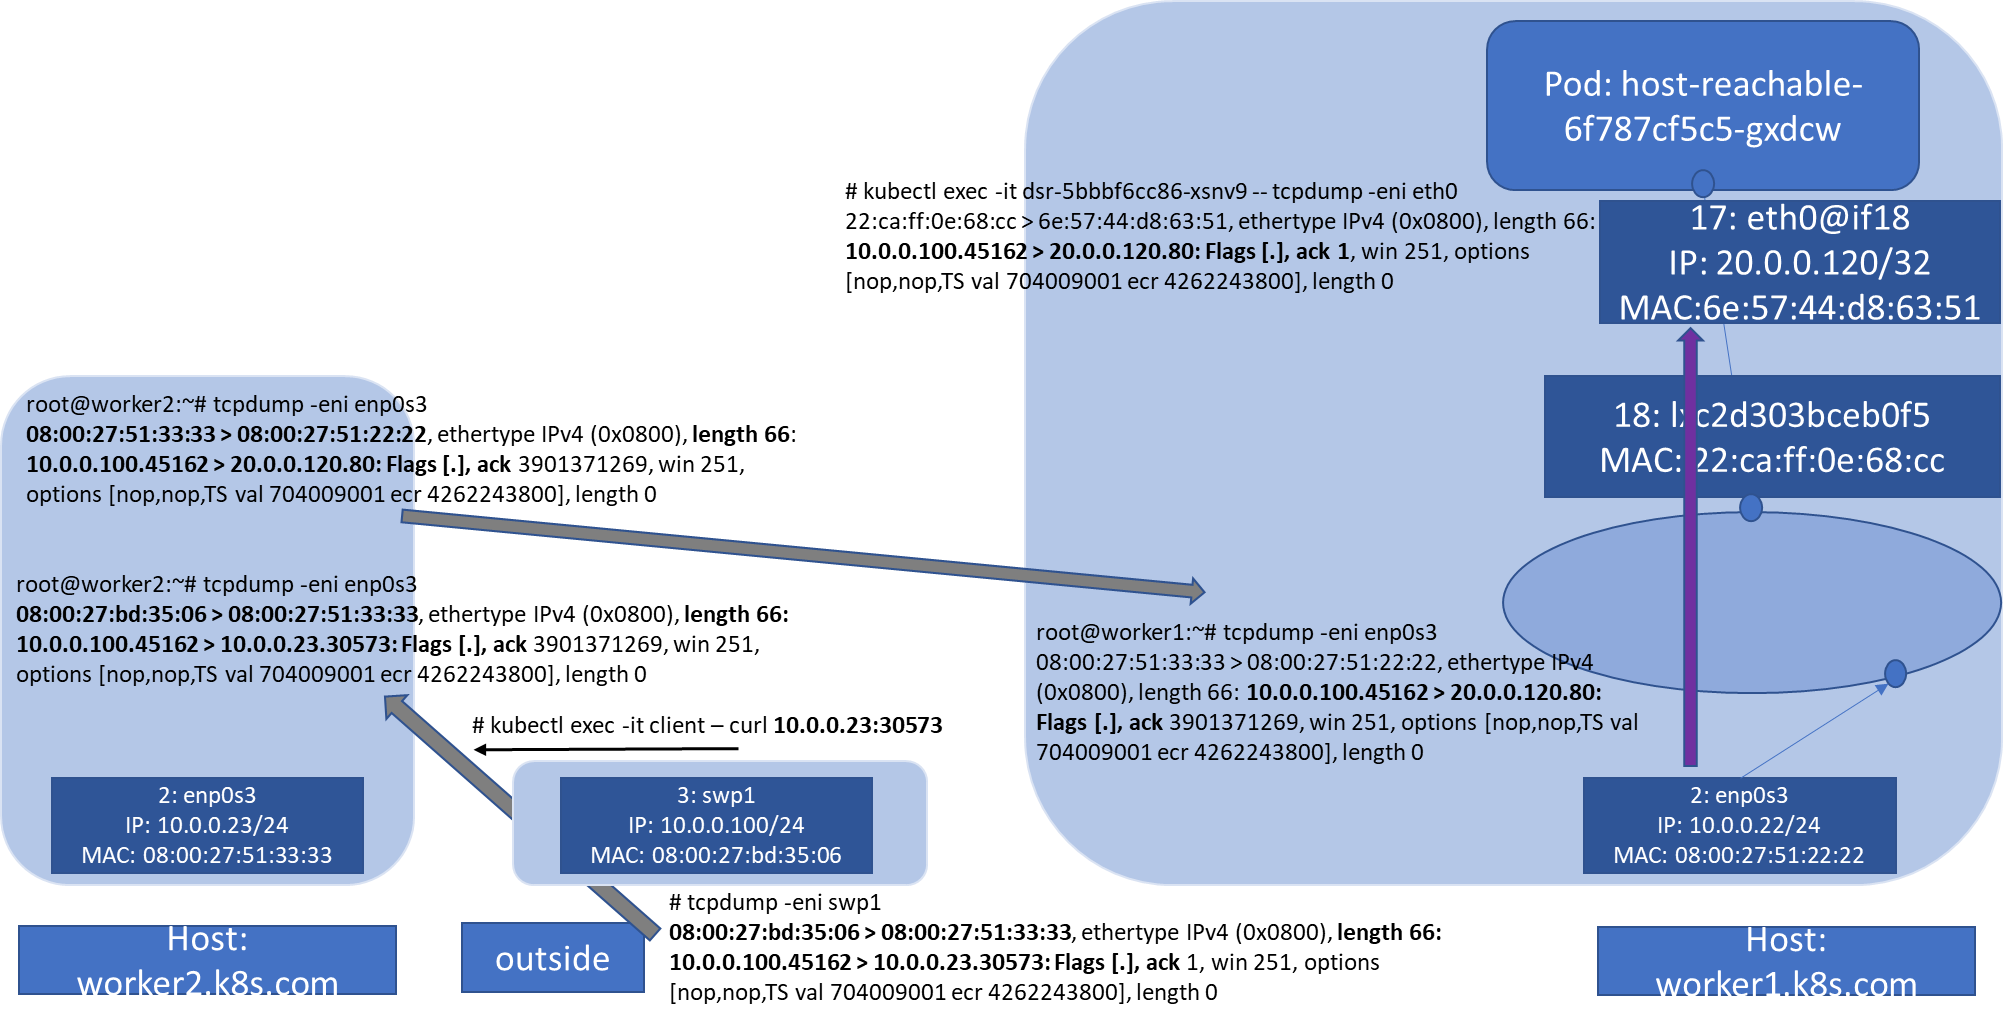 Pod: host-reachable-
6f787cf5c5-gxdcw
# kubectl exec -it dsr-5bbbf6cc86-xsnv9 -- tcpdump -eni eth0
22:ca:ff:0e:68:cc > 6e:57:44:d8:63:51, ethertype IPv4 (0x0800), length 66:
10.0.0.100.45162 > 20.0.0.120.80: Flags [.], ack 1, win 251, options
[nop,nop,TS val 704009001 ecr 4262243800], length 0
17: eth0@if18
IP: 20.0.0.120/32
MAC:6e:57:44:d8:63:51
18: lxc2d303bceb0f5
MAC: 22:ca:ff:0e:68:cc
root@worker2:~# tcpdump -eni enp0s3
08:00:27:51:33:33 > 08:00:27:51:22:22, ethertype IPv4 (0x0800), length 66:
10.0.0.100.45162 > 20.0.0.120.80: Flags [.], ack 3901371269, win 251,
options [nop,nop,TS val 704009001 ecr 4262243800], length 0
root@worker2:~# tcpdump -eni enp0s3
08:00:27:bd:35:06 > 08:00:27:51:33:33, ethertype IPv4 (0x0800), length 66:
10.0.0.100.45162 > 10.0.0.23.30573: Flags [.], ack 3901371269, win 251,
options [nop,nop,TS val 704009001 ecr 4262243800], length 0
root@worker1:~# tcpdump -eni enp0s3
08:00:27:51:33:33 > 08:00:27:51:22:22, ethertype IPv4
(0x0800), length 66: 10.0.0.100.45162 > 20.0.0.120.80:
Flags [.], ack 3901371269, win 251, options [nop,nop,TS val
704009001 ecr 4262243800], length 0
# kubectl exec -it client – curl 10.0.0.23:30573
2: enp0s3
IP: 10.0.0.23/24
MAC: 08:00:27:51:33:33
3: swp1
IP: 10.0.0.100/24
MAC: 08:00:27:bd:35:06
2: enp0s3
IP: 10.0.0.22/24
MAC: 08:00:27:51:22:22
Host:
worker2.k8s.com
outside
# tcpdump -eni swp1
08:00:27:bd:35:06 > 08:00:27:51:33:33, ethertype IPv4 (0x0800), length 66:
10.0.0.100.45162 > 10.0.0.23.30573: Flags [.], ack 1, win 251, options
[nop,nop,TS val 704009001 ecr 4262243800], length 0
Host:
worker1.k8s.com